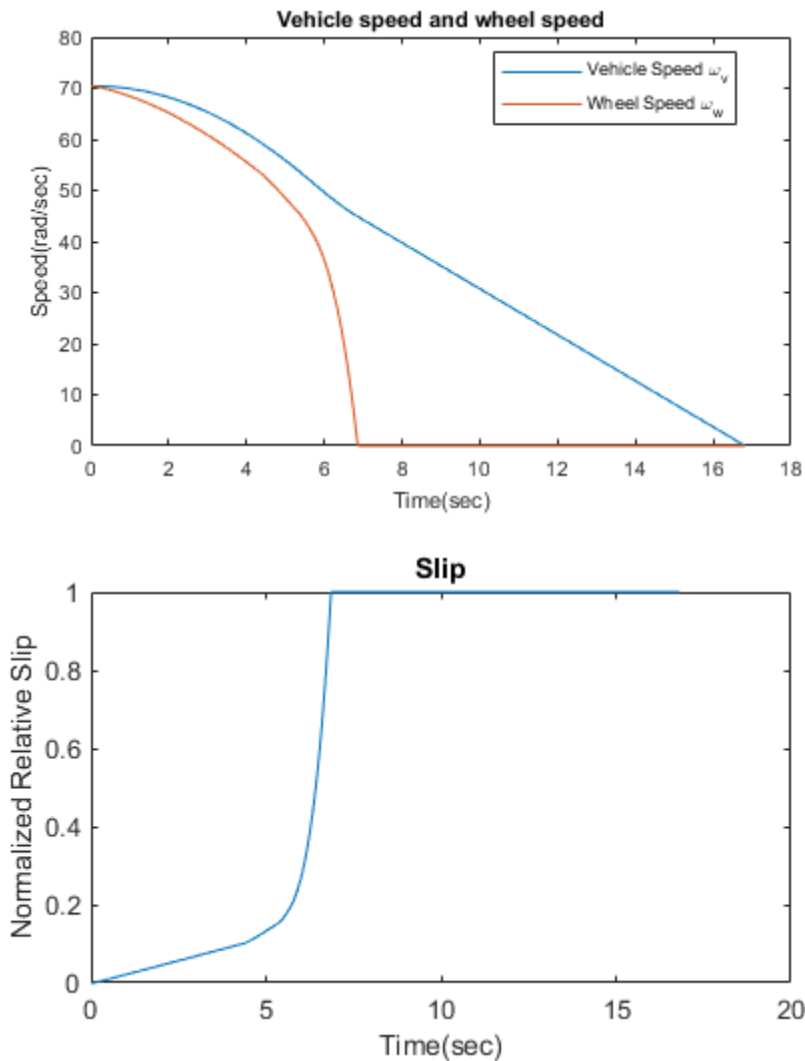 Vehicle speed and wheel speed
80
70
60
50
40
30
20
10
0
Speed(rad/sec)
Vehicle Speed ω_v
Wheel Speed ω_w
0 2 4 6 8 10 12 14 16 18
Time(sec)
Slip
1
0.8
0.6
0.4
0.2
0
Normalized Relative Slip
0 5 10 15 20
Time(sec)